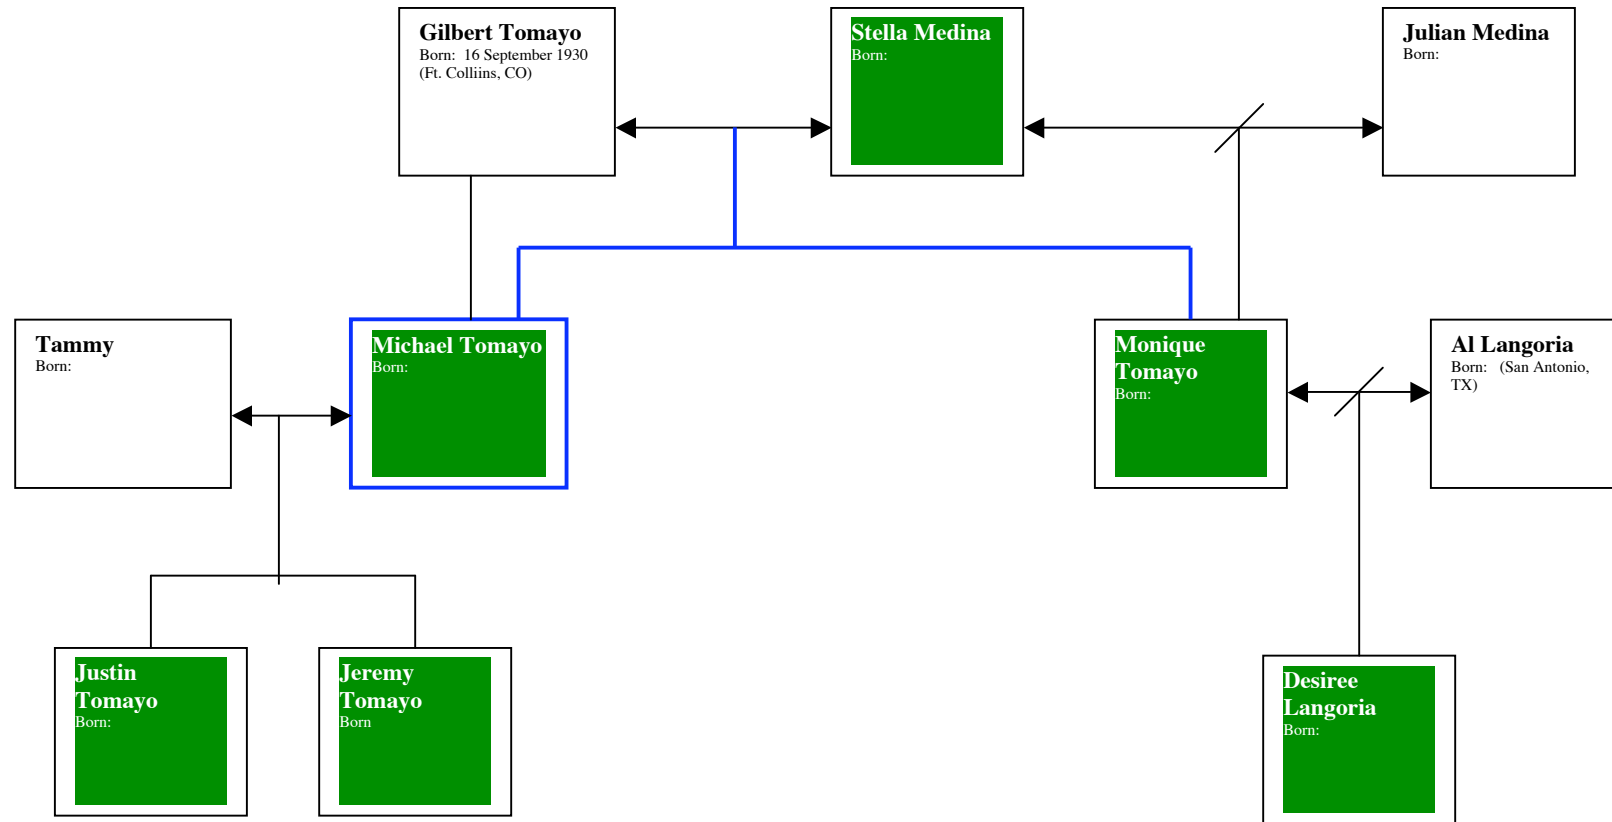 Gilbert Tomayo
Born:  16 September 1930
(Ft. Colliins, CO)
Stella Medina
Born:
Julian Medina
Born:
Tammy
Born:
Michael Tomayo
Born:
Monique
Tomayo
Born:
Al Langoria
Born:   (San Antonio,
TX)
Justin
Tomayo
Born:
Jeremy
Tomayo
Born
Desiree
Langoria
Born: